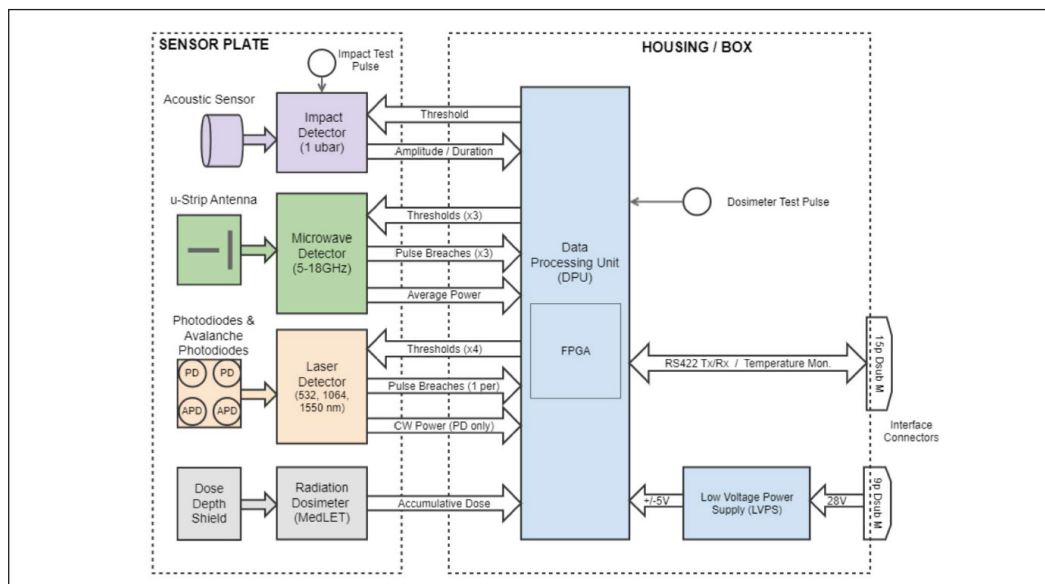 SENSOR PLATE
HOUSING / BOX
Impact Test
Pulse
Acoustic Sensor
Impact
Detector
(1 ubar)
Threshold
Amplitude / Duration
u-Strip Antenna
Microwave
Detector
(5-18GHz)
Thresholds (x3)
Pulse Breaches (x3)
Average Power
Data
Processing Unit
(DPU)
FPGA
Dosimeter Test Pulse
Photodiodes &
Avalanche
Photodiodes
PD
PD
APD
APD
Laser
Detector
(532, 1064,
1550 nm)
Thresholds (x4)
Pulse Breaches (1 per)
CW Power (PD only)
RS422 Tx/Rx / Temperature Mon.
15p Dsub M
Interface
Connectors
Dose
Depth
Shield
Radiation
Dosimeter
(MedLET)
Accumulative Dose
+/-5V
Low Voltage Power
Supply (LVPS)
28V
9p Dsub M